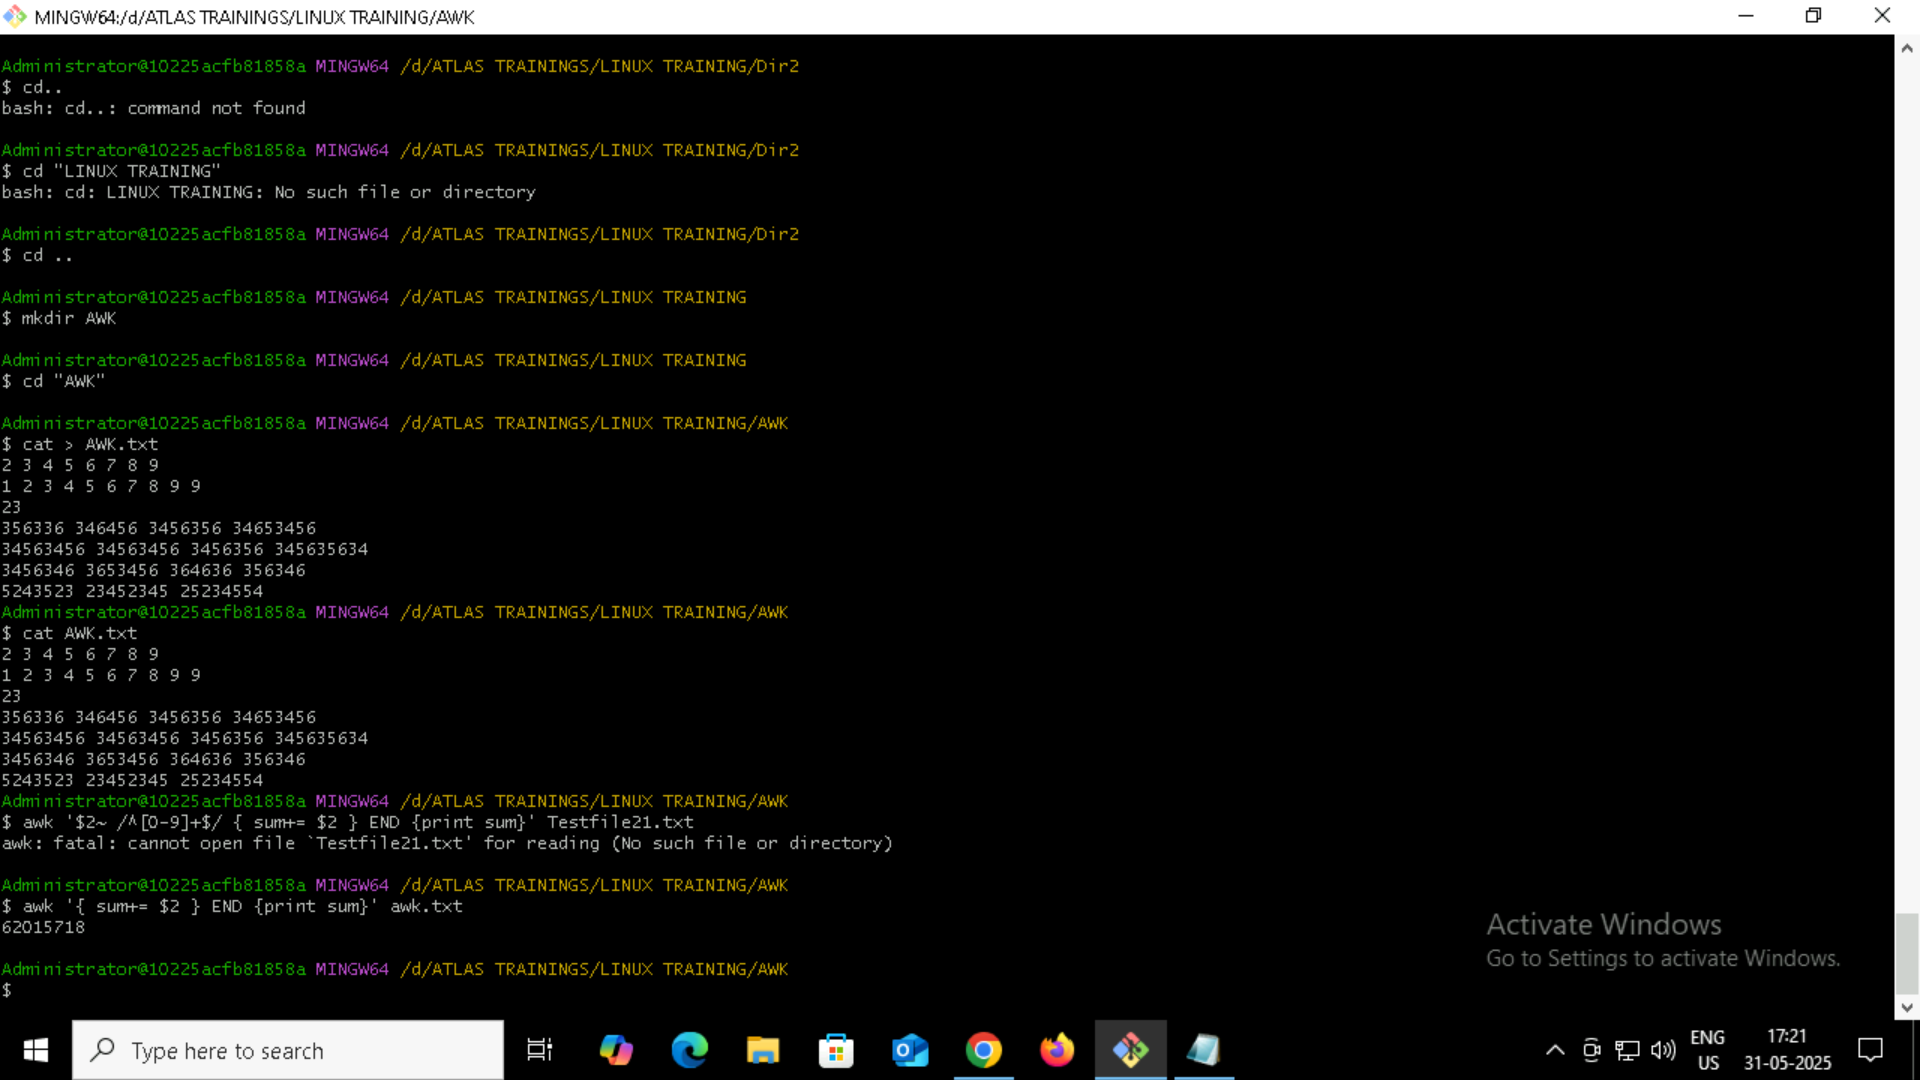 MINGW64:/d/ATLAS TRAININGS/LINUX TRAINING/AWK
Administrator@10225acfb81858a MINGW64 /d/ATLAS TRAININGS/LINUX TRAINING/Dir2
$ cd..
bash: cd..: command not found
Administrator@10225acfb81858a MINGW64 /d/ATLAS TRAININGS/LINUX TRAINING/Dir2
$ cd "LINUX TRAINING"
bash: cd: LINUX TRAINING: No such file or directory
Administrator@10225acfb81858a MINGW64 /d/ATLAS TRAININGS/LINUX TRAINING/Dir2
$ cd ..
Administrator@10225acfb81858a MINGW64 /d/ATLAS TRAININGS/LINUX TRAINING
$ mkdir AWK
Administrator@10225acfb81858a MINGW64 /d/ATLAS TRAININGS/LINUX TRAINING
$ cd "AWK"
Administrator@10225acfb81858a MINGW64 /d/ATLAS TRAININGS/LINUX TRAINING/AWK
$ cat > AWK.txt
2 3 4 5 6 7 8 9
1 2 3 4 5 6 7 8 9 9
23
356336 346456 3456356 34653456
34563456 34563456 3456356 345635634
3456346 3653456 364636 356346
5243523 23452345 25234554
Administrator@10225acfb81858a MINGW64 /d/ATLAS TRAININGS/LINUX TRAINING/AWK
$ cat AWK.txt
2 3 4 5 6 7 8 9
1 2 3 4 5 6 7 8 9 9
23
356336 346456 3456356 34653456
34563456 34563456 3456356 345635634
3456346 3653456 364636 356346
5243523 23452345 25234554
Administrator@10225acfb81858a MINGW64 /d/ATLAS TRAININGS/LINUX TRAINING/AWK
$ awk '$2~ /^[0-9]+$/ { sum+= $2 } END {print sum}' Testfile21.txt
awk: fatal: cannot open file `Testfile21.txt' for reading (No such file or directory)
Administrator@10225acfb81858a MINGW64 /d/ATLAS TRAININGS/LINUX TRAINING/AWK
$ awk '{ sum+= $2 } END {print sum}' awk.txt
62015718
Administrator@10225acfb81858a MINGW64 /d/ATLAS TRAININGS/LINUX TRAINING/AWK
$
Activate Windows
Go to Settings to activate Windows.
Type here to search
ENG
US
17:21
31-05-2025